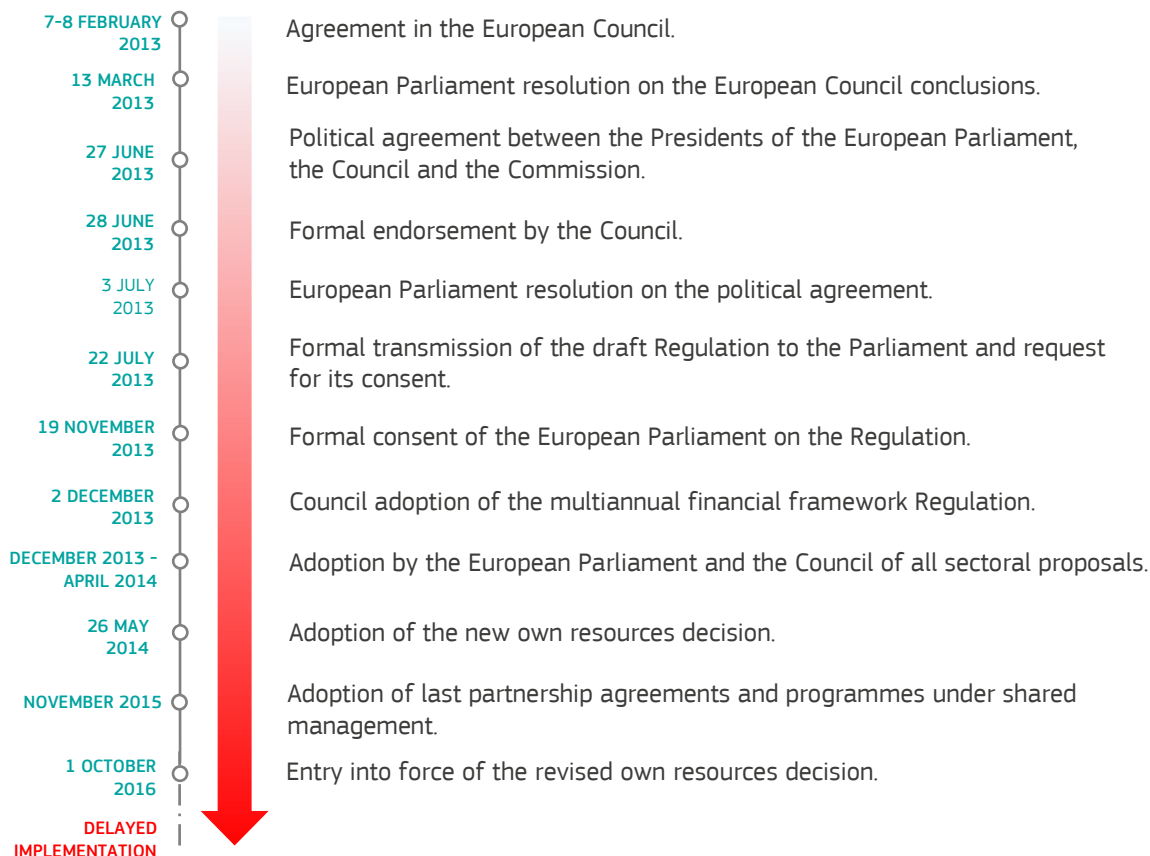 7-8 FEBRUARY
2013
Agreement in the European Council.
13 MARCH
2013
European Parliament resolution on the European Council conclusions.
27 JUNE
2013
Political agreement between the Presidents of the European Parliament,
the Council and the Commission.
28 JUNE
2013
Formal endorsement by the Council.
3 JULY
2013
European Parliament resolution on the political agreement.
22 JULY
2013
Formal transmission of the draft Regulation to the Parliament and request
for its consent.
19 NOVEMBER
2013
Formal consent of the European Parliament on the Regulation.
2 DECEMBER
2013
Council adoption of the multiannual financial framework Regulation.
DECEMBER 2013 -
APRIL 2014
Adoption by the European Parliament and the Council of all sectoral proposals.
26 MAY
2014
Adoption of the new own resources decision.
NOVEMBER 2015
Adoption of last partnership agreements and programmes under shared
management.
1 OCTOBER
2016
Entry into force of the revised own resources decision.
DELAYED
IMPLEMENTATION